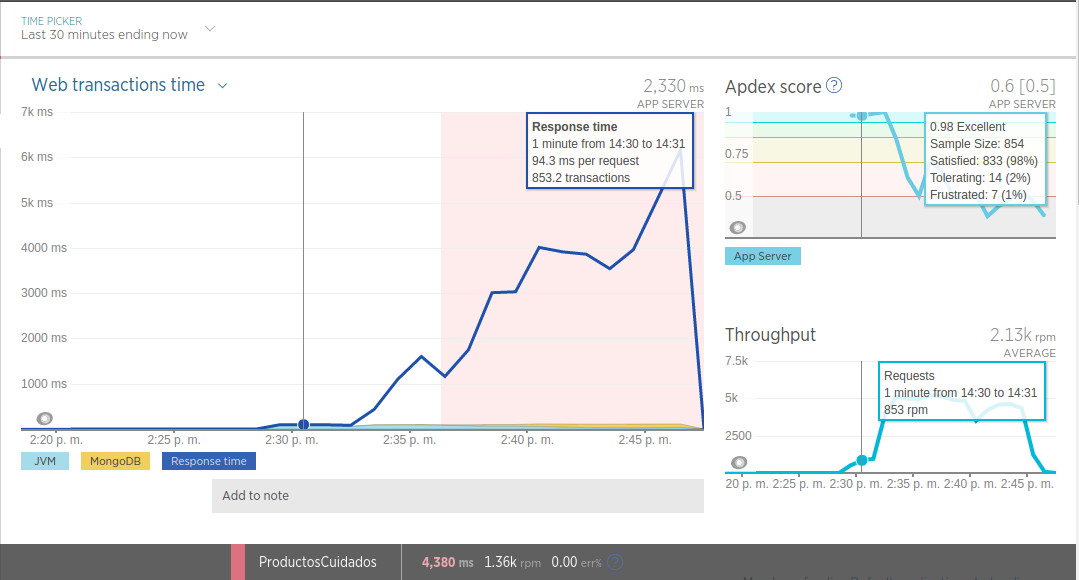 TIME PICKER
Last 30 minutes ending now
Web transactions time
2,330 ms
APP SERVER
7k ms
6k ms
5k ms
4000 ms
3000 ms
2000 ms
1000 ms
Response time
1 minute from 14:30 to 14:31
94.3 ms per request
853.2 transactions
2:20 p. m. 2:25 p. m. 2:30 p. m. 2:35 p. m. 2:40 p. m. 2:45 p. m.
JVM MongoDB Response time
Add to note
Apdex score ?
0.6 [0.5]
APP SERVER
1
0.75
0.5
0.98 Excellent
Sample Size: 854
Satisfied: 833 (98%)
Tolerating: 14 (2%)
Frustrated: 7 (1%)
App Server
Throughput
2.13k rpm
AVERAGE
7.5k
5k
2500
Requests
1 minute from 14:30 to 14:31
853 rpm
20 p. m. 2:25 p. m. 2:30 p. m. 2:35 p. m. 2:40 p. m. 2:45 p. m.
ProductosCuidados 4,380 ms 1.36k rpm 0.00 err% ?